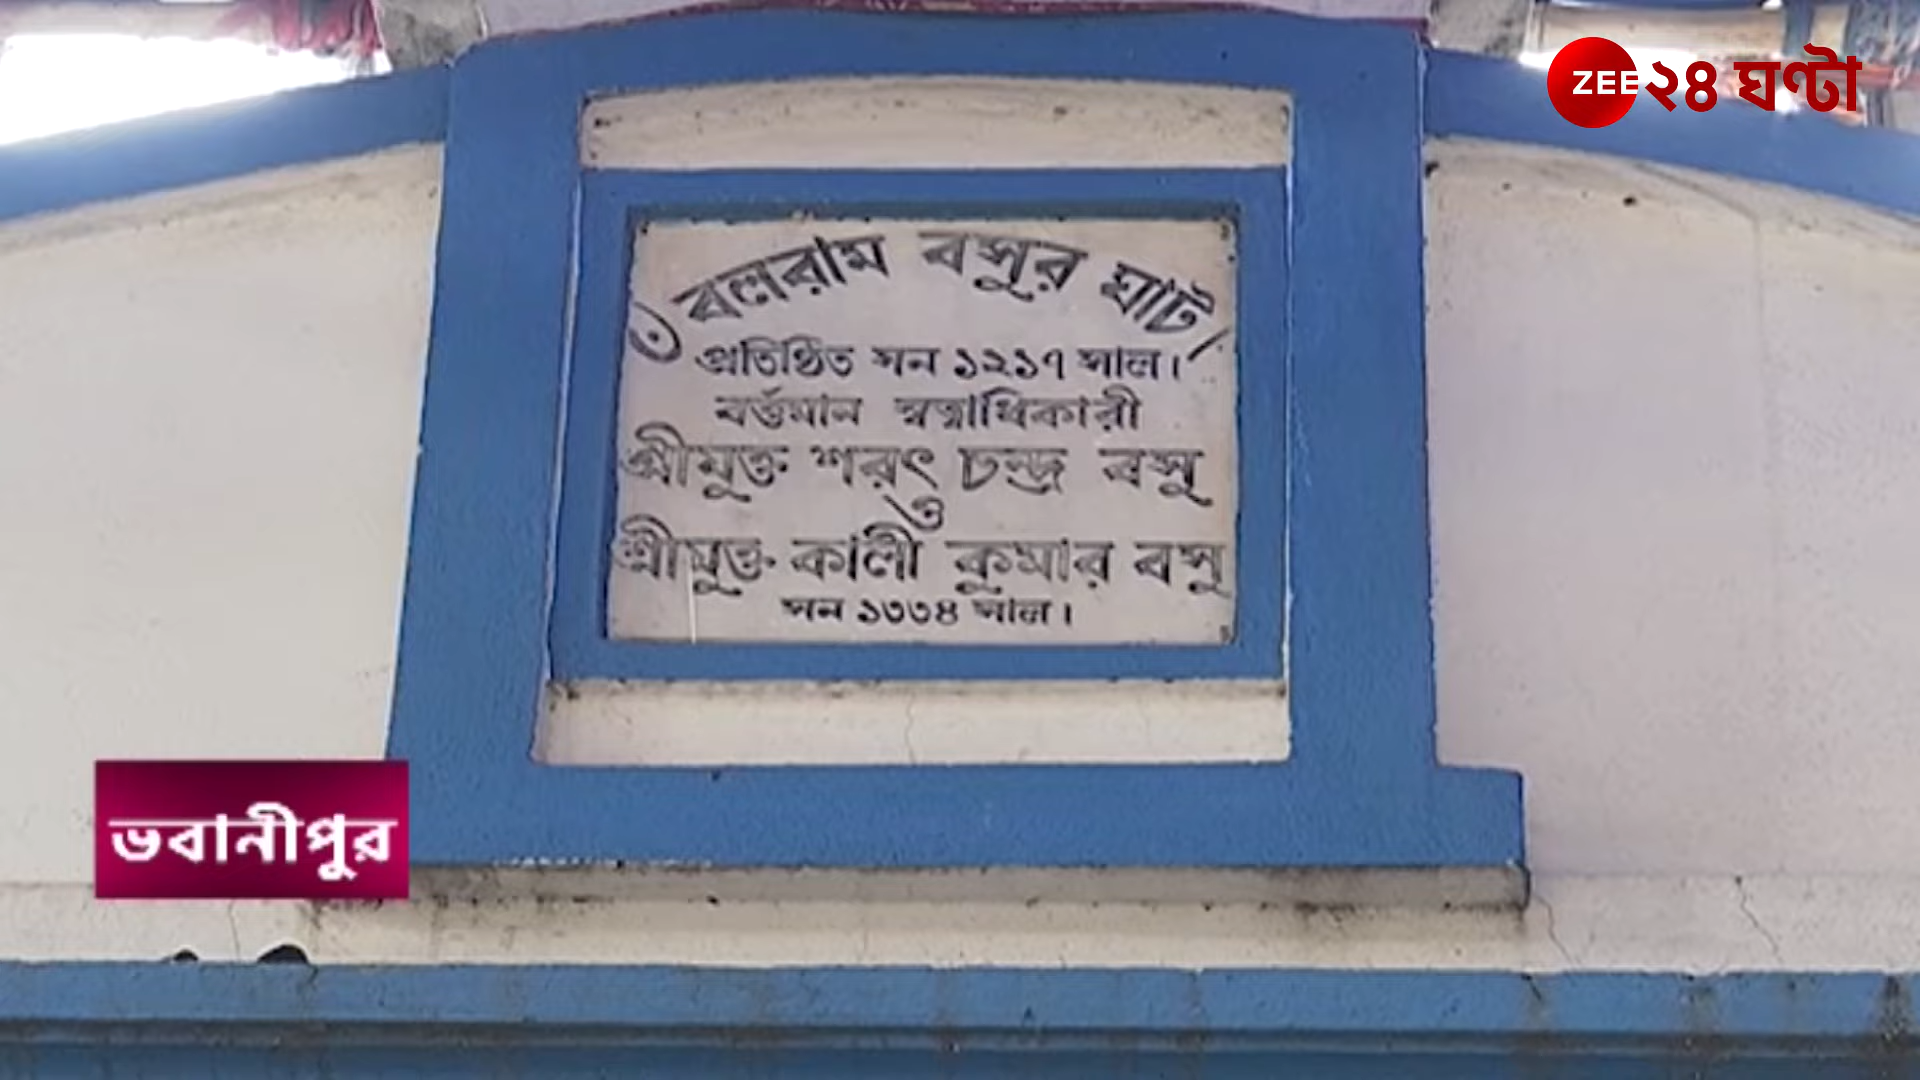 ZEE ২৪ ঘণ্টা
৺বলরাম বসুর ঘাট
প্রতিষ্ঠিত সন ১২১৭ সাল।
বর্ত্তমান স্বত্বাধিকারী
শ্রীযুক্ত শরৎ চন্দ্র বসু
ও
শ্রীযুক্ত কালী কুমার বসু
সন ১৩৩৪ সাল।
ভবানীপুর